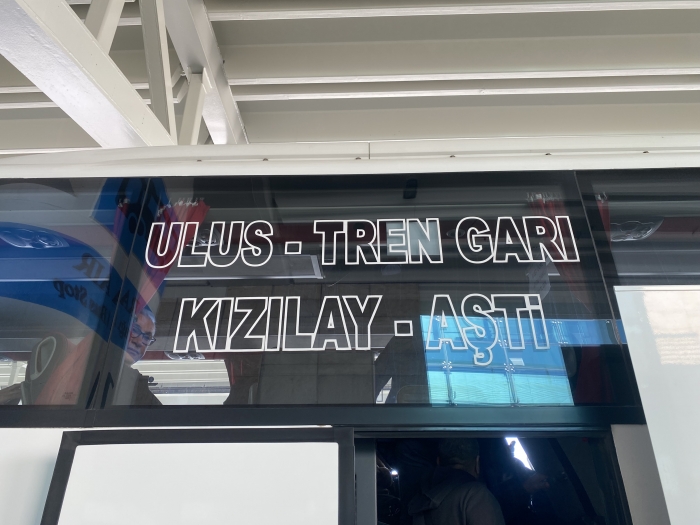 ULUS - TREN GARI
KIZILAY - AŞTİ